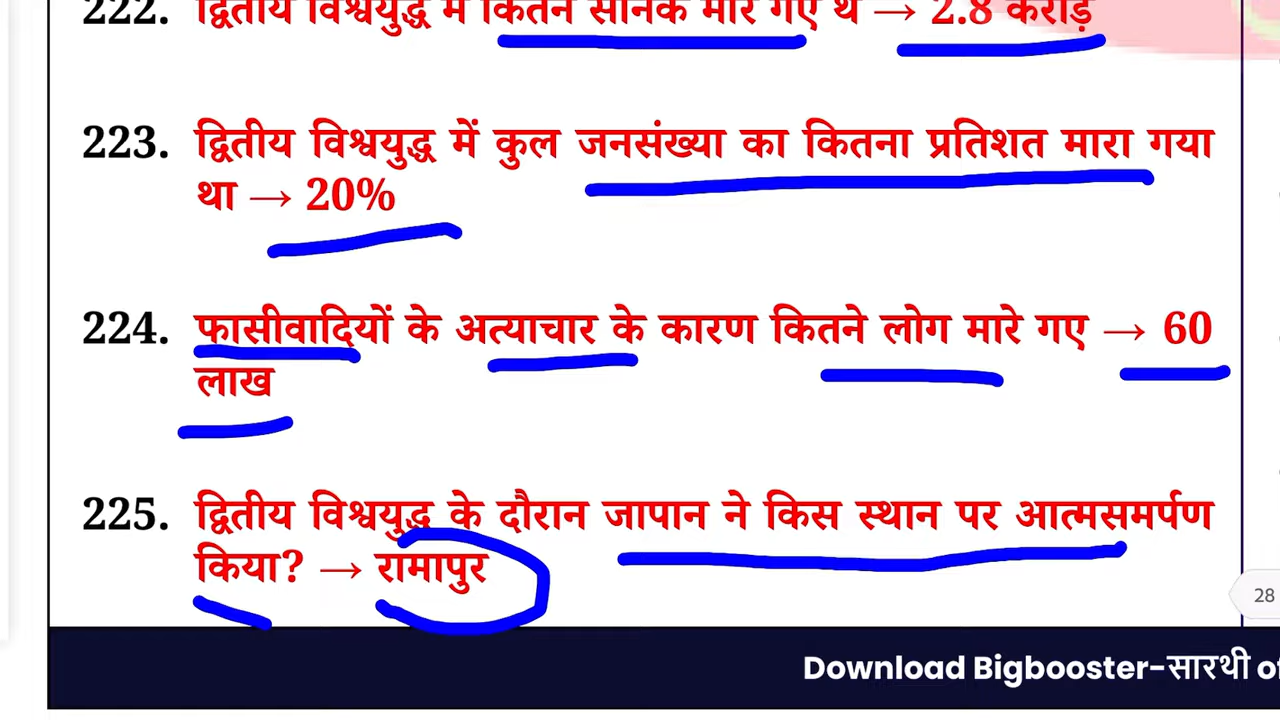 222. द्वितीय विश्वयुद्ध में कितने सैनिक मारे गए थे → 2.8 करोड़
223. द्वितीय विश्वयुद्ध में कुल जनसंख्या का कितना प्रतिशत मारा गया
था → 20%
224. फासीवादियों के अत्याचार के कारण कितने लोग मारे गए → 60
लाख
225. द्वितीय विश्वयुद्ध के दौरान जापान ने किस स्थान पर आत्मसमर्पण
किया? → रामापुर
28
Download Bigbooster-सारथी of